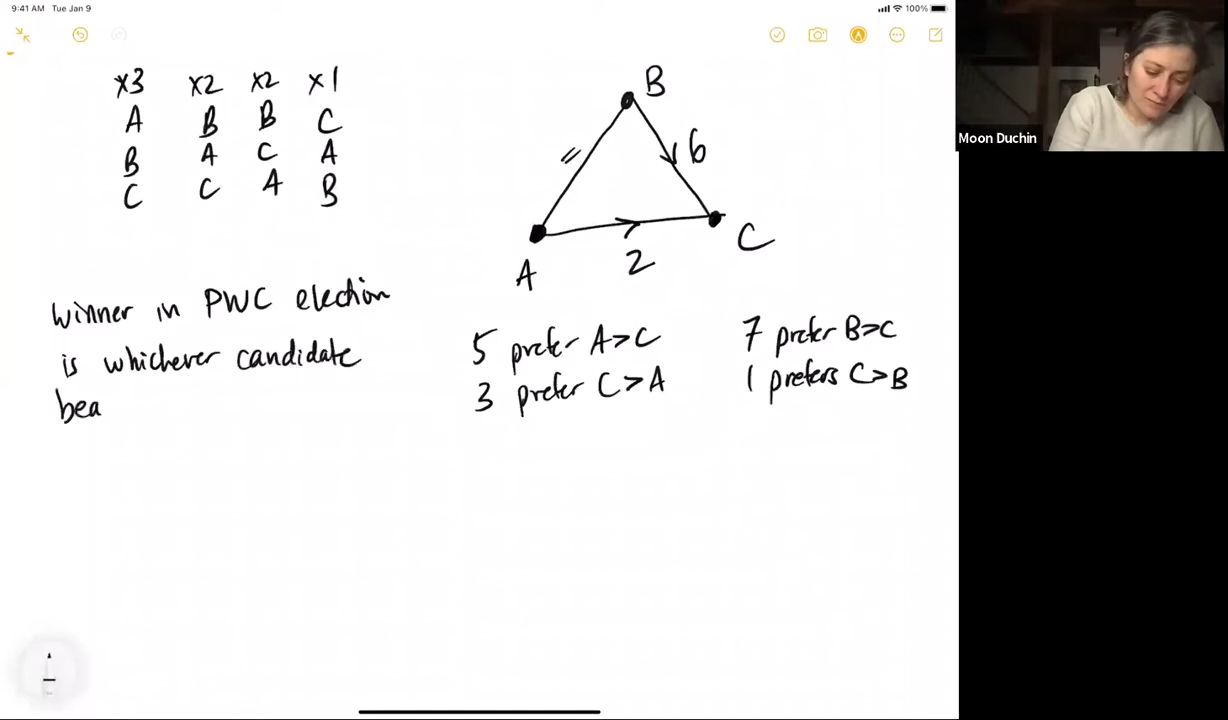 9:41 AM Tue Jan 9
100%
x3 x2 x2 x1
A B B C
B A C A
C C A B
B
6
A
2
C
winner in PWC election
is whichever candidate
bea
5 prefer A>C
3 prefer C>A
7 prefer B>C
1 prefers C>B
Moon Duchin